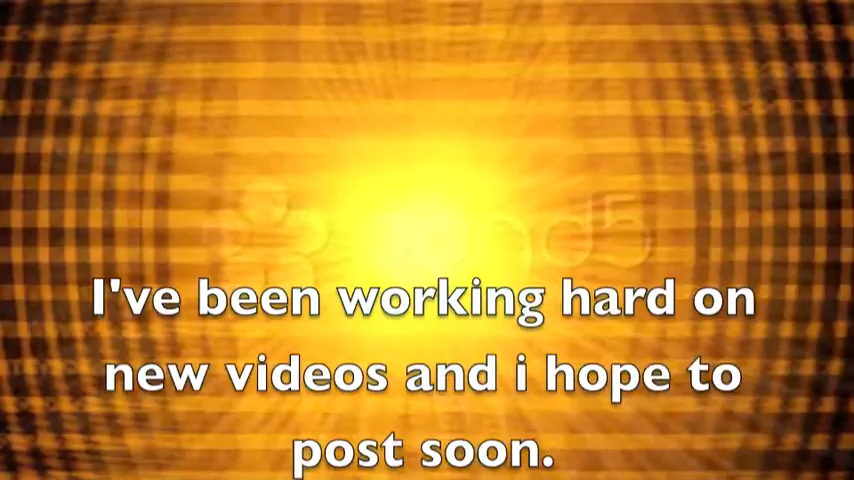 I've been working hard on
new videos and i hope to
post soon.